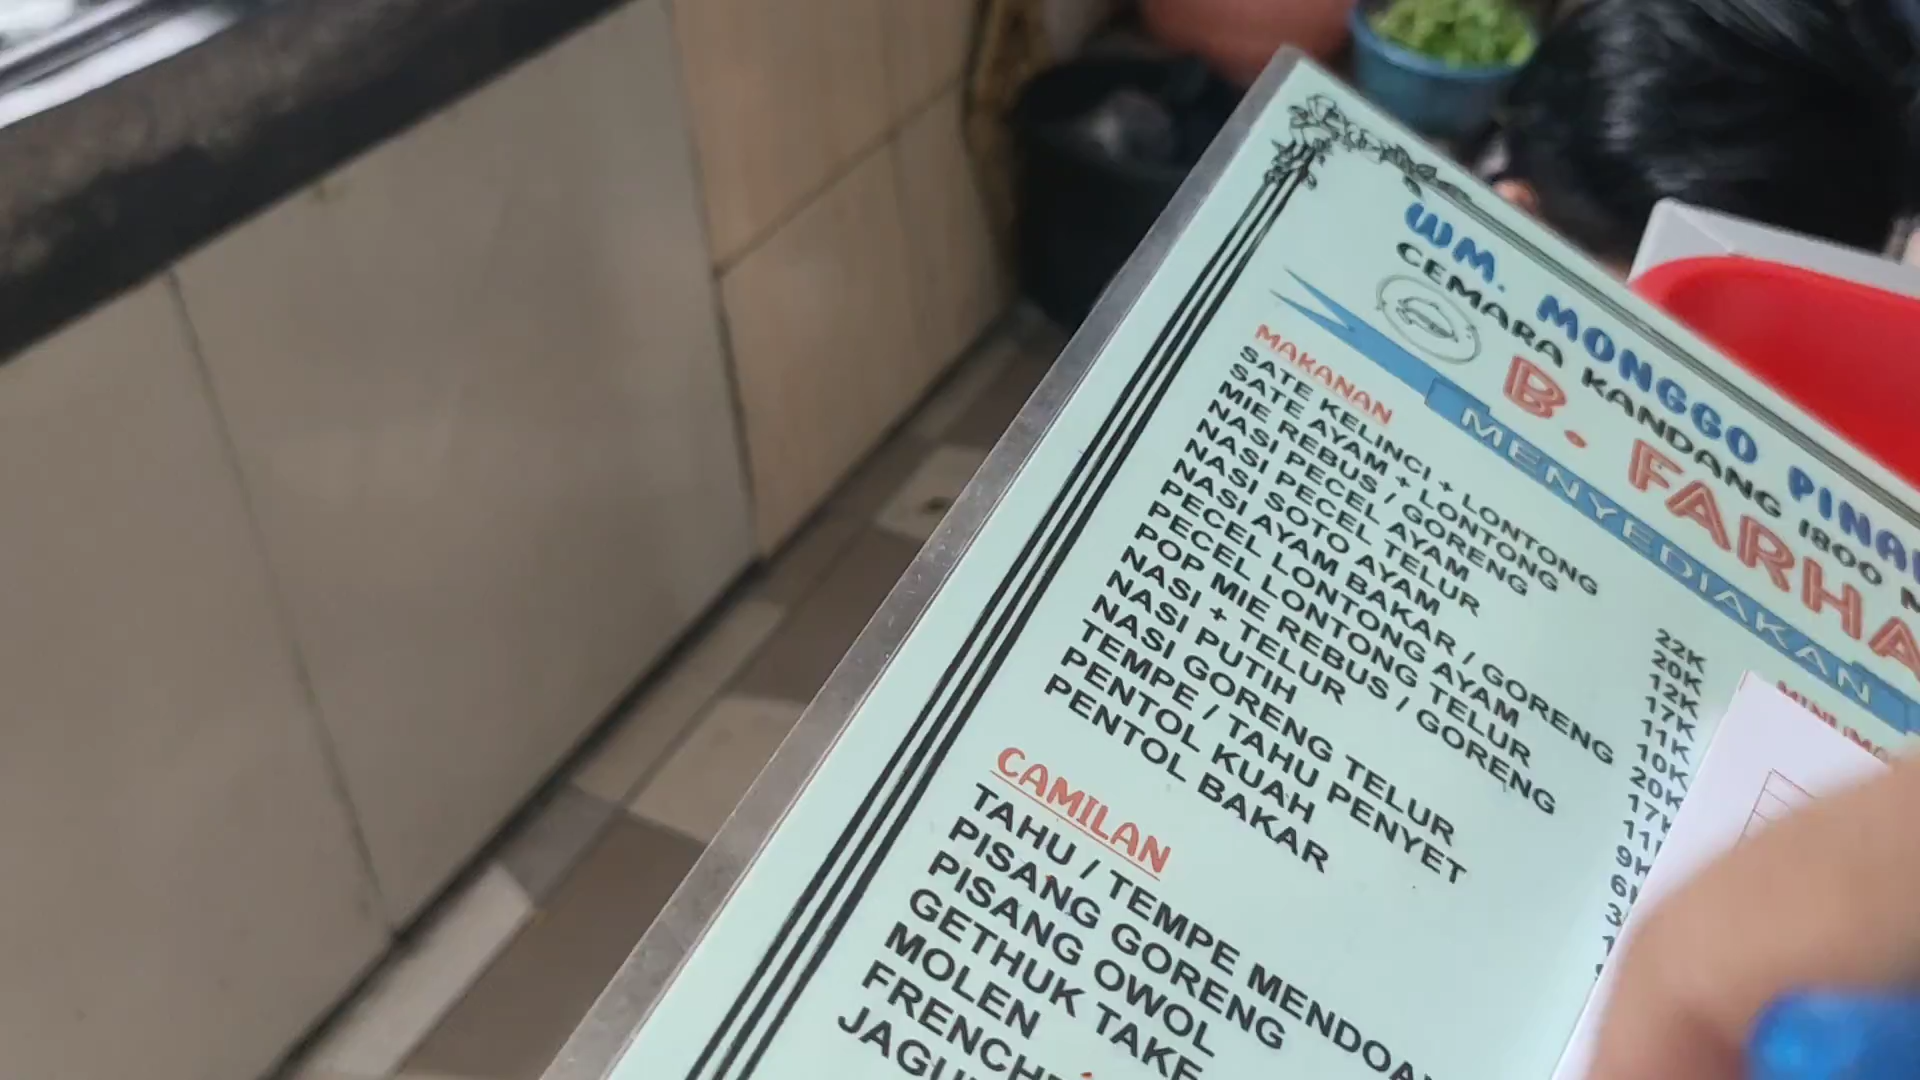 WM. MONGGO PINA
CEMARA KANDANG 1800 M
B. FARHA
MENYEDIAKAN
MAKANAN
SATE KELINCI + LONTONG 22K
SATE AYAM + LONTONG 20K
MIE REBUS / GORENG 12K
NASI PECEL AYAM 17K
NASI PECEL TELUR 11K
NASI SOTO AYAM 10K
NASI AYAM BAKAR / GORENG 20K
PECEL LONTONG AYAM 17K
PECEL LONTONG TELUR
POP MIE REBUS / GORENG 9K
NASI + TELUR
NASI PUTIH
NASI GORENG TELUR
TEMPE / TAHU PENYET
PENTOL KUAH
PENTOL BAKAR
CAMILAN
TAHU / TEMPE MENDOA
PISANG GORENG
PISANG OWOL
GETHUK TAKE
MOLEN
FRENCH
JAGU